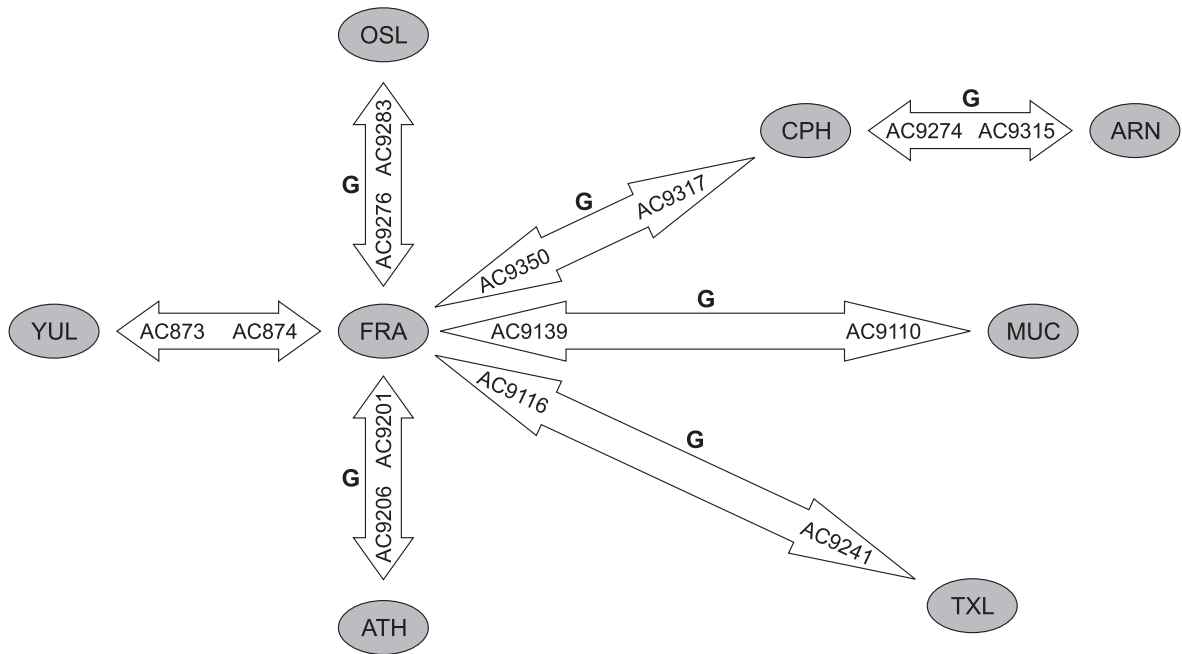 OSL
G
AC9276 AC9283
CPH
G
AC9274 AC9315
ARN
G
AC9350 AC9317
YUL
AC873 AC874
FRA
G
AC9139 AC9110
MUC
G
AC9206 AC9201
AC9116 AC9241
G
TXL
ATH